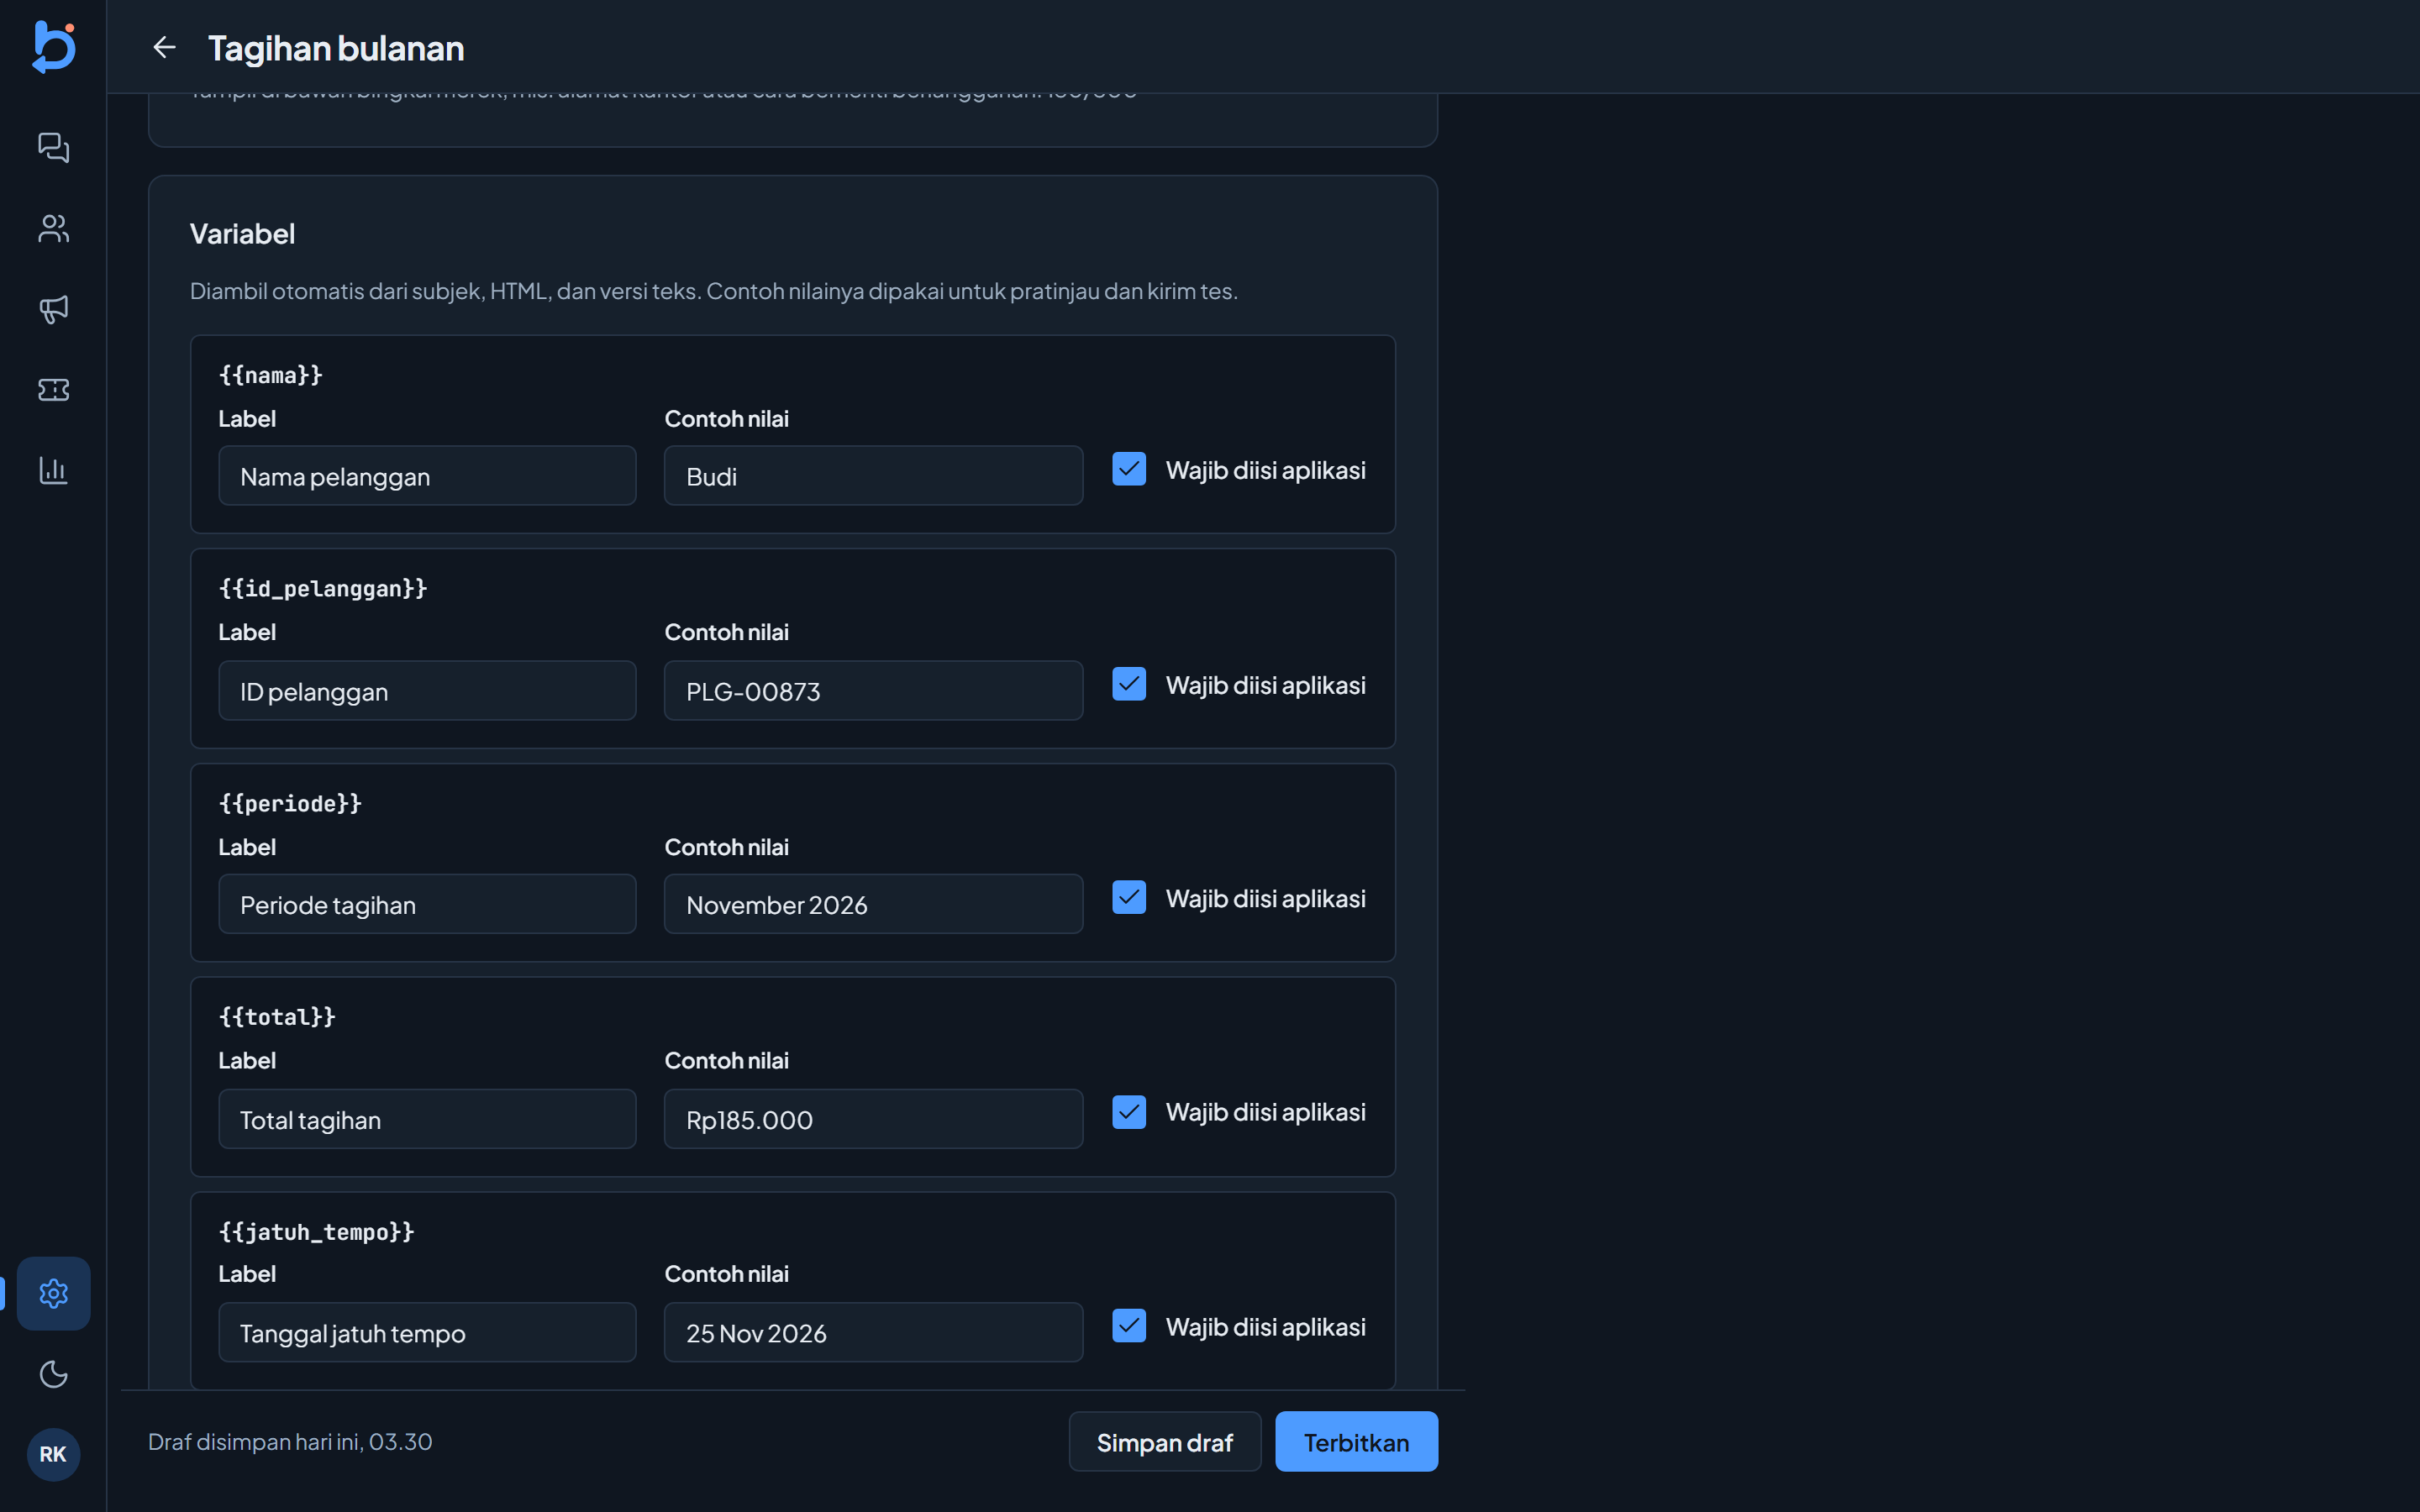 Tagihan bulanan
Variabel
Diambil otomatis dari subjek, HTML, dan versi teks. Contoh nilainya dipakai untuk pratinjau dan kirim tes.
{{nama}}
Label
Contoh nilai
Nama pelanggan
Budi
Wajib diisi aplikasi
{{id_pelanggan}}
Label
Contoh nilai
ID pelanggan
PLG-00873
Wajib diisi aplikasi
{{periode}}
Label
Contoh nilai
Periode tagihan
November 2026
Wajib diisi aplikasi
{{total}}
Label
Contoh nilai
Total tagihan
Rp185.000
Wajib diisi aplikasi
{{jatuh_tempo}}
Label
Contoh nilai
Tanggal jatuh tempo
25 Nov 2026
Wajib diisi aplikasi
Draf disimpan hari ini, 03.30
Simpan draf
Terbitkan
RK